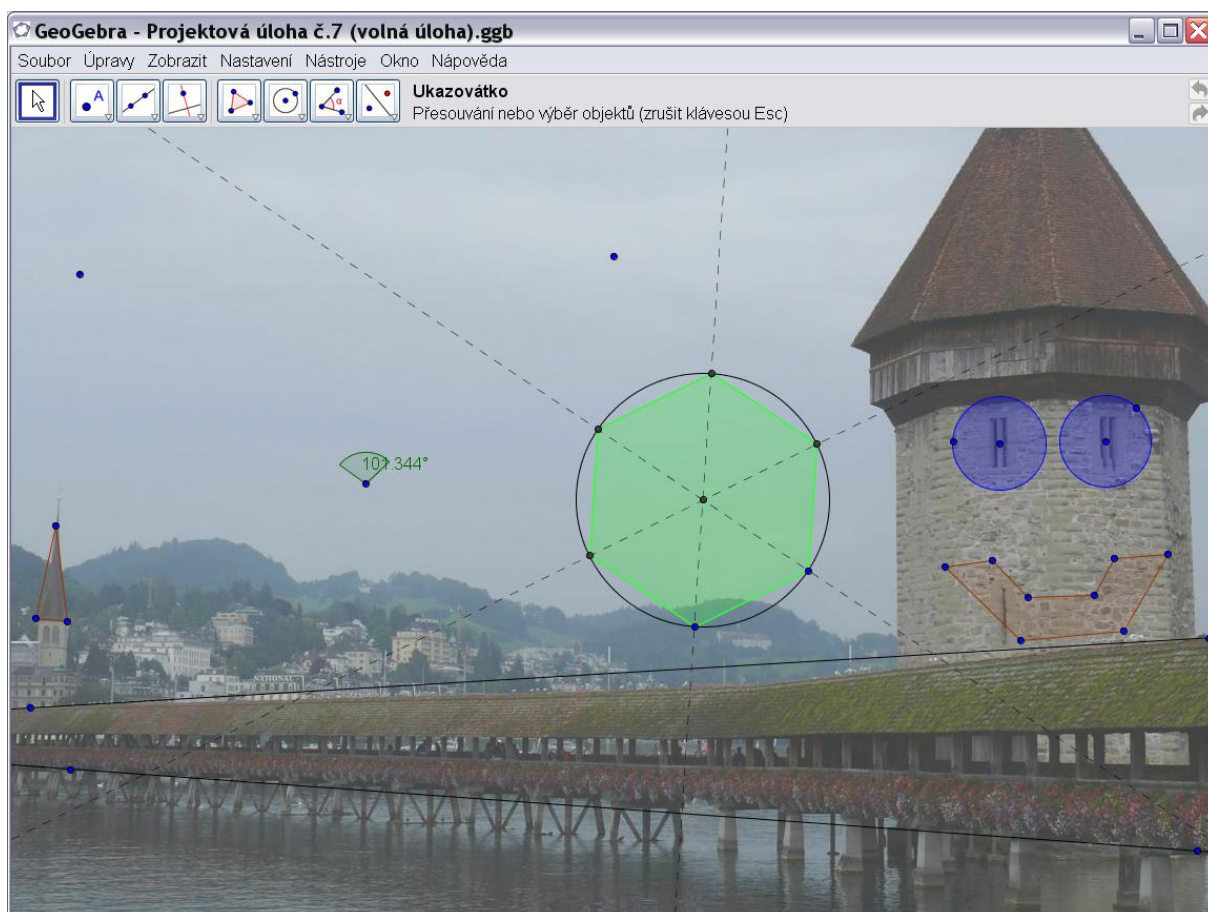 GeoGebra - Projektová úloha č.7 (volná úloha).ggb
Soubor Úpravy Zobrazit Nastavení Nástroje Okno Nápověda
A
α
Ukazovátko
Přesouvání nebo výběr objektů (zrušit klávesou Esc)
101.344°
NATIONAL